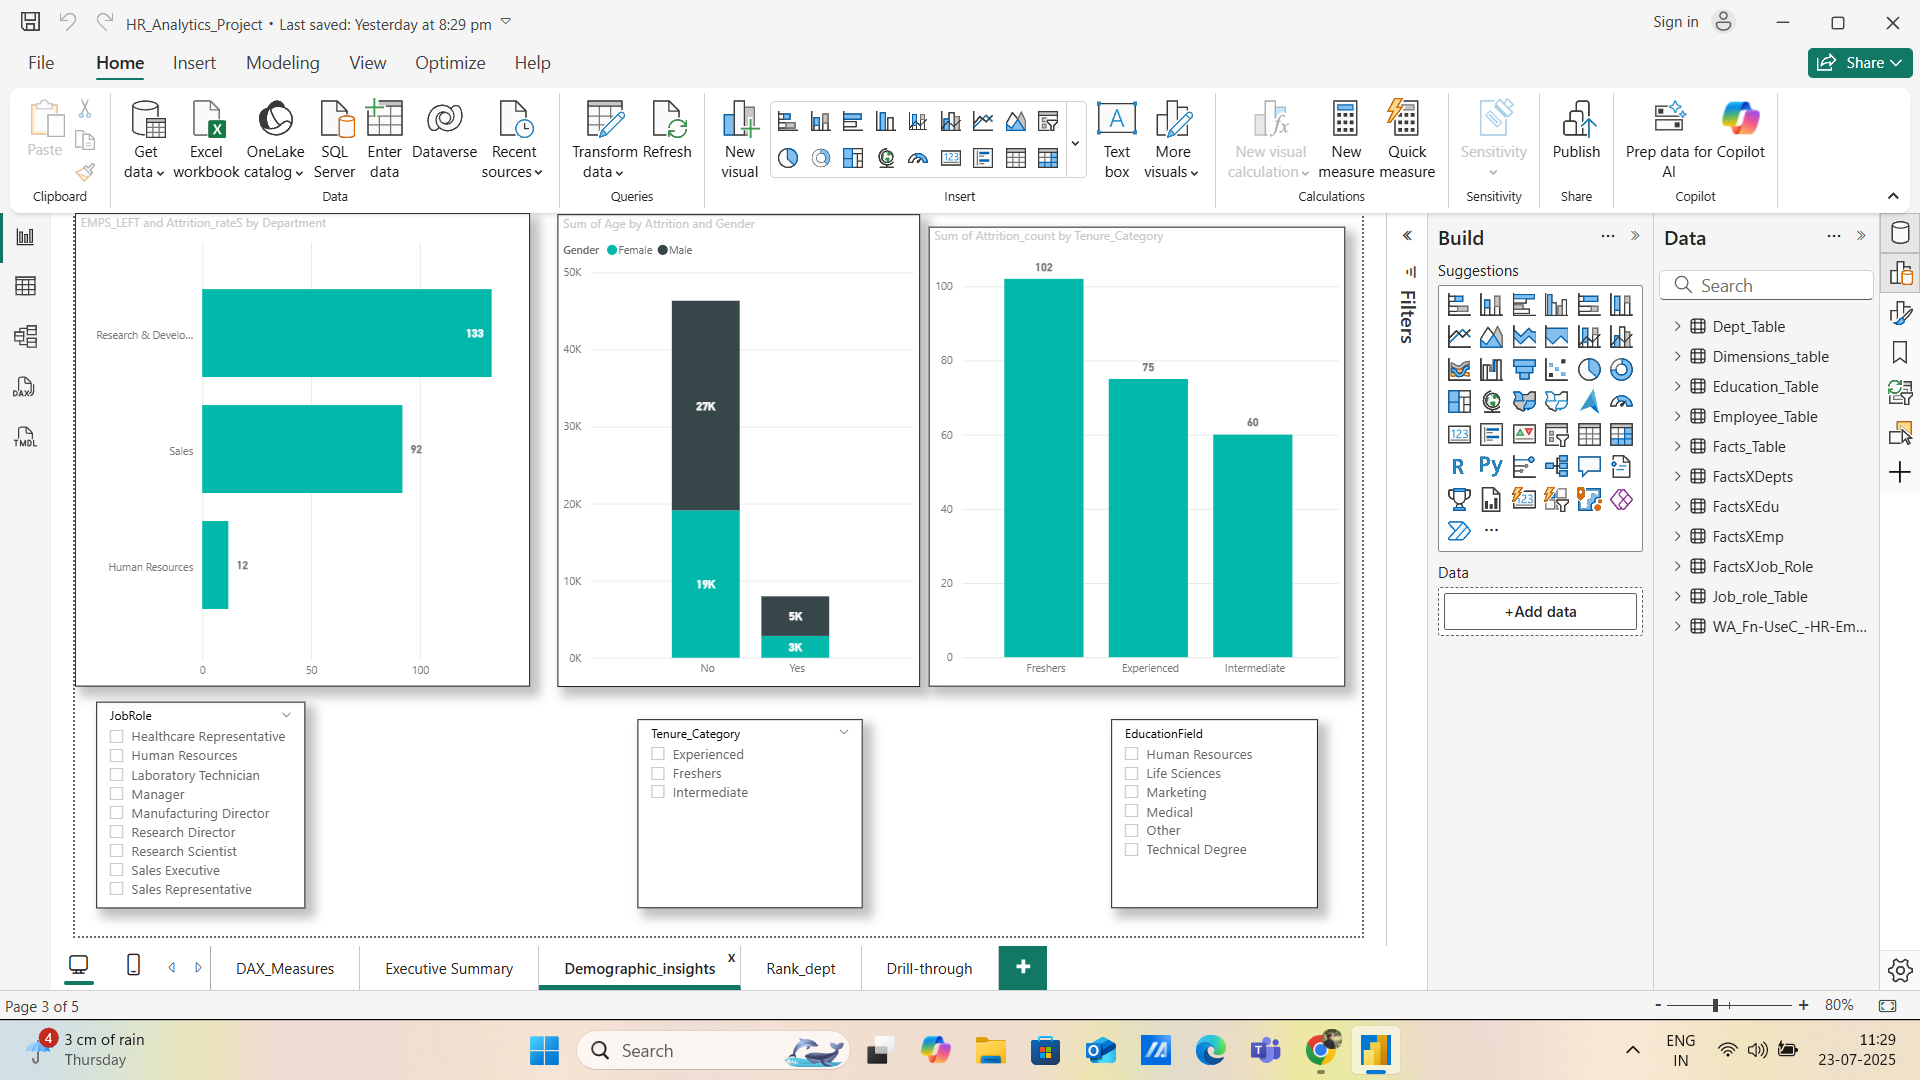 HR_Analytics_Project • Last saved: Yesterday at 8:29 pm
Sign in
File Home Insert Modeling View Optimize Help
Share
Paste
Get data
Excel workbook
OneLake catalog
SQL Server
Enter data
Dataverse
Recent sources
Transform data
Refresh
New visual
Text box
More visuals
New visual calculation
New measure
Quick measure
Sensitivity
Publish
Prep data for AI
Copilot
Clipboard
Data
Queries
Insert
Calculations
Sensitivity
Share
Copilot
DAX
TMDL
EMPS_LEFT and Attrition_rateS by Department
Research & Develo...
133
Sales
92
Human Resources
12
0 50 100
Sum of Age by Attrition and Gender
Gender Female Male
50K
40K
30K
20K
10K
0K
27K
19K
5K
3K
No Yes
Sum of Attrition_count by Tenure_Category
100
80
60
40
20
0
102
75
60
Freshers Experienced Intermediate
JobRole
Healthcare Representative
Human Resources
Laboratory Technician
Manager
Manufacturing Director
Research Director
Research Scientist
Sales Executive
Sales Representative
Tenure_Category
Experienced
Freshers
Intermediate
EducationField
Human Resources
Life Sciences
Marketing
Medical
Other
Technical Degree
Filters
Build
Suggestions
123
R Py
123
Data
+Add data
Data
Search
Dept_Table
Dimensions_table
Education_Table
Employee_Table
Facts_Table
FactsXDepts
FactsXEdu
FactsXEmp
FactsXJob_Role
Job_role_Table
WA_Fn-UseC_-HR-Em...
DAX_Measures
Executive Summary
Demographic_insights x
Rank_dept
Drill-through
+
Page 3 of 5
- + 80%
4
3 cm of rain
Thursday
Search
ENG
IN
11:29
23-07-2025